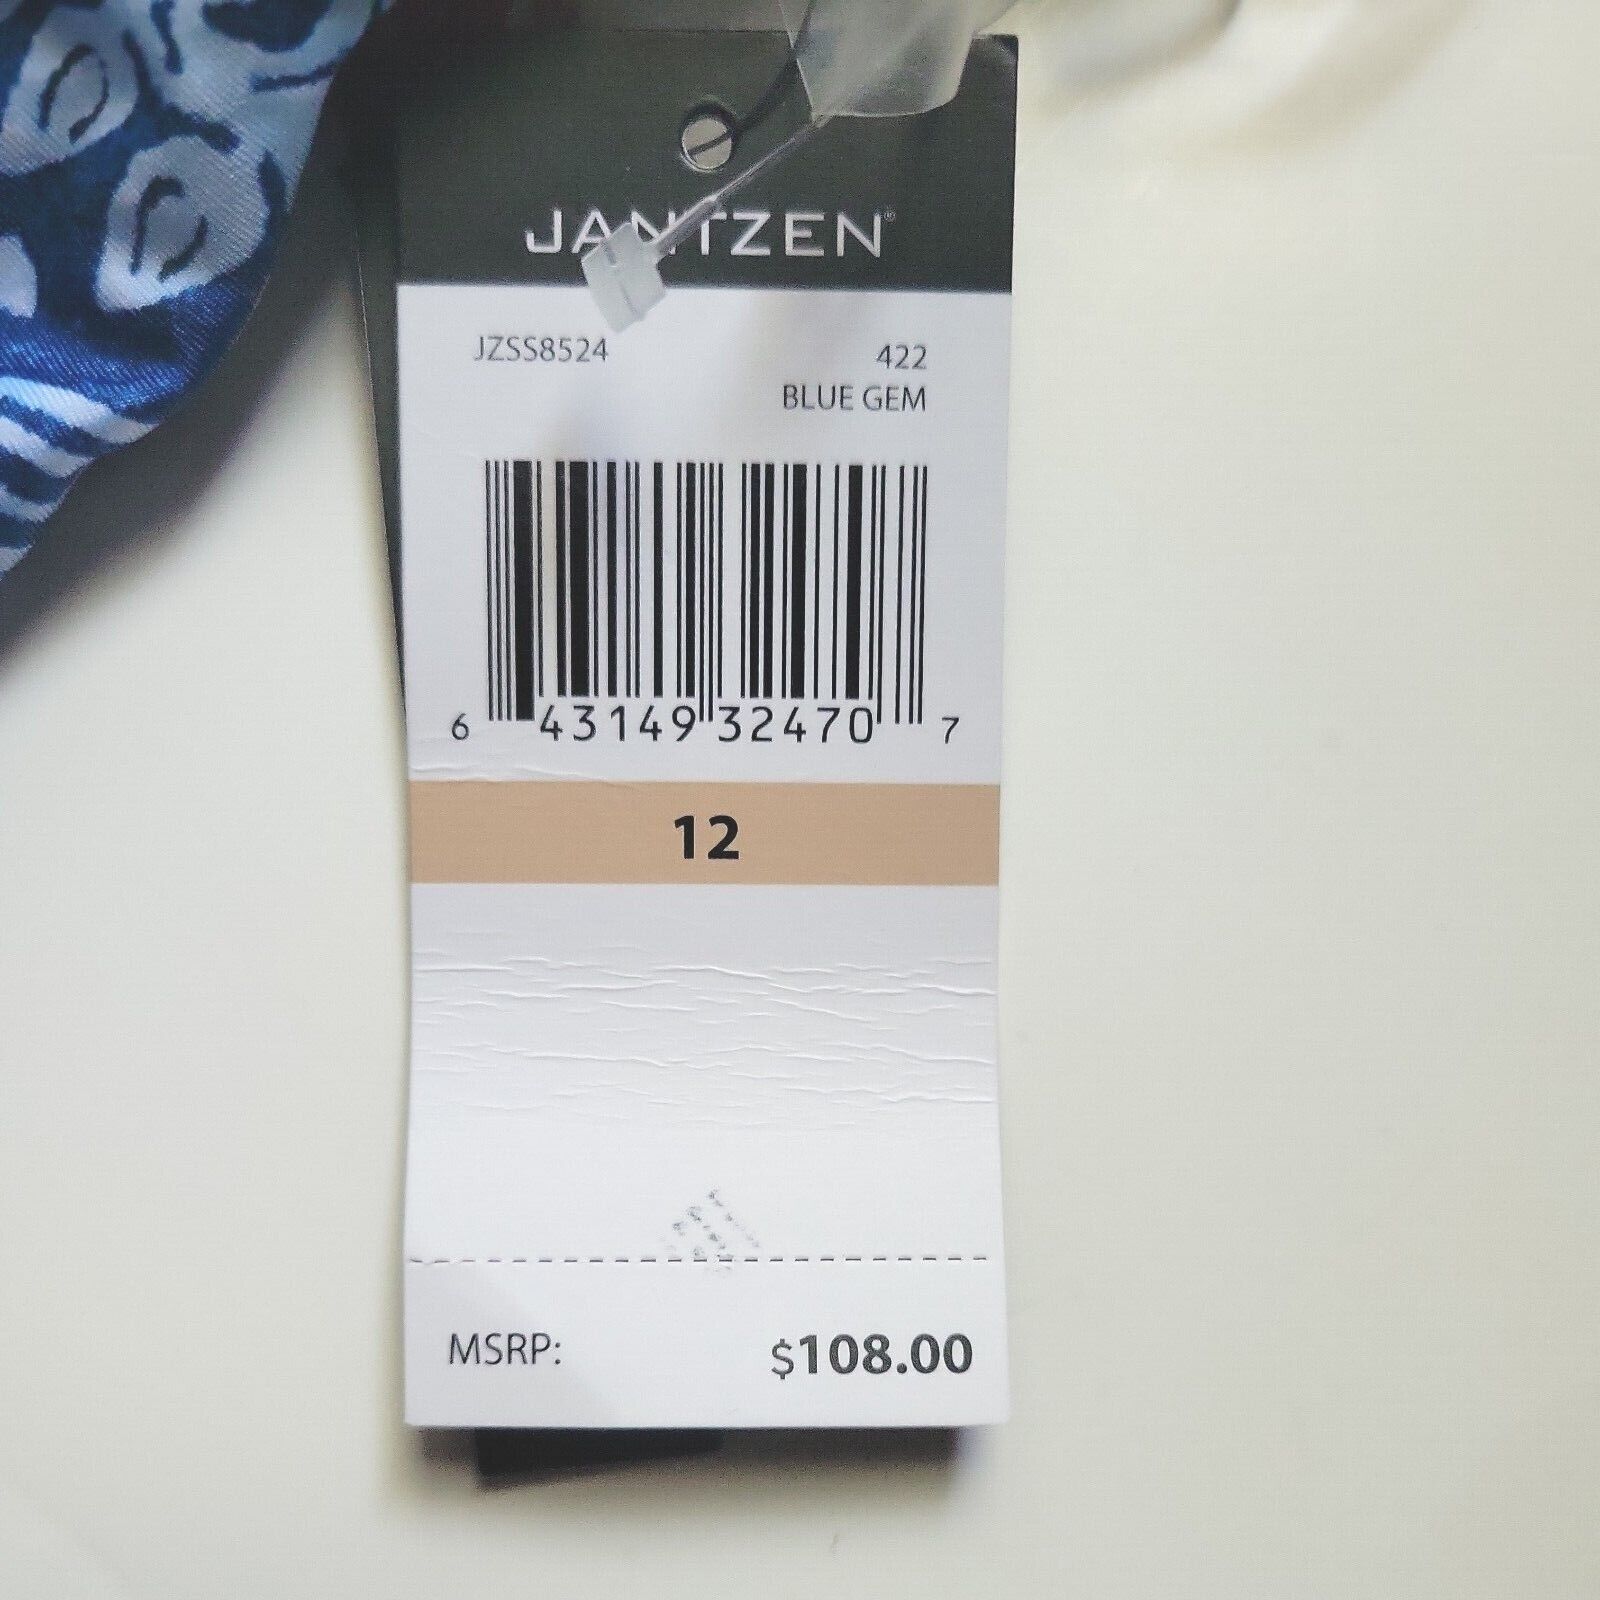 JANTZEN®
JZSS8524 422
BLUE GEM
6 43149 32470 7
12
MSRP: $108.00